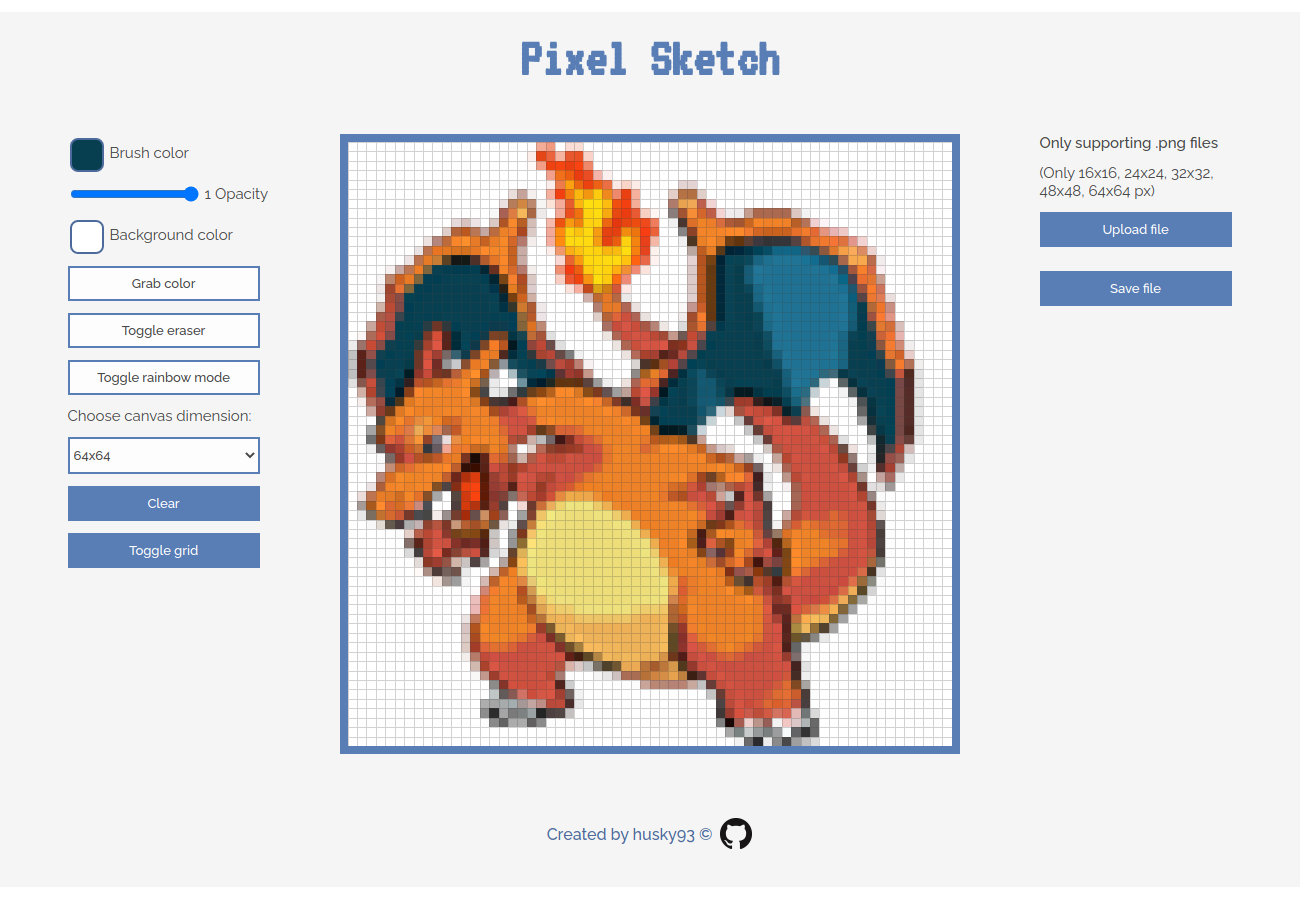 Pixel Sketch
Brush color
1 Opacity
Background color
Grab color
Toggle eraser
Toggle rainbow mode
Choose canvas dimension:
64x64
Clear
Toggle grid
Only supporting .png files
(Only 16x16, 24x24, 32x32,
48x48, 64x64 px)
Upload file
Save file
Created by husky93 ©